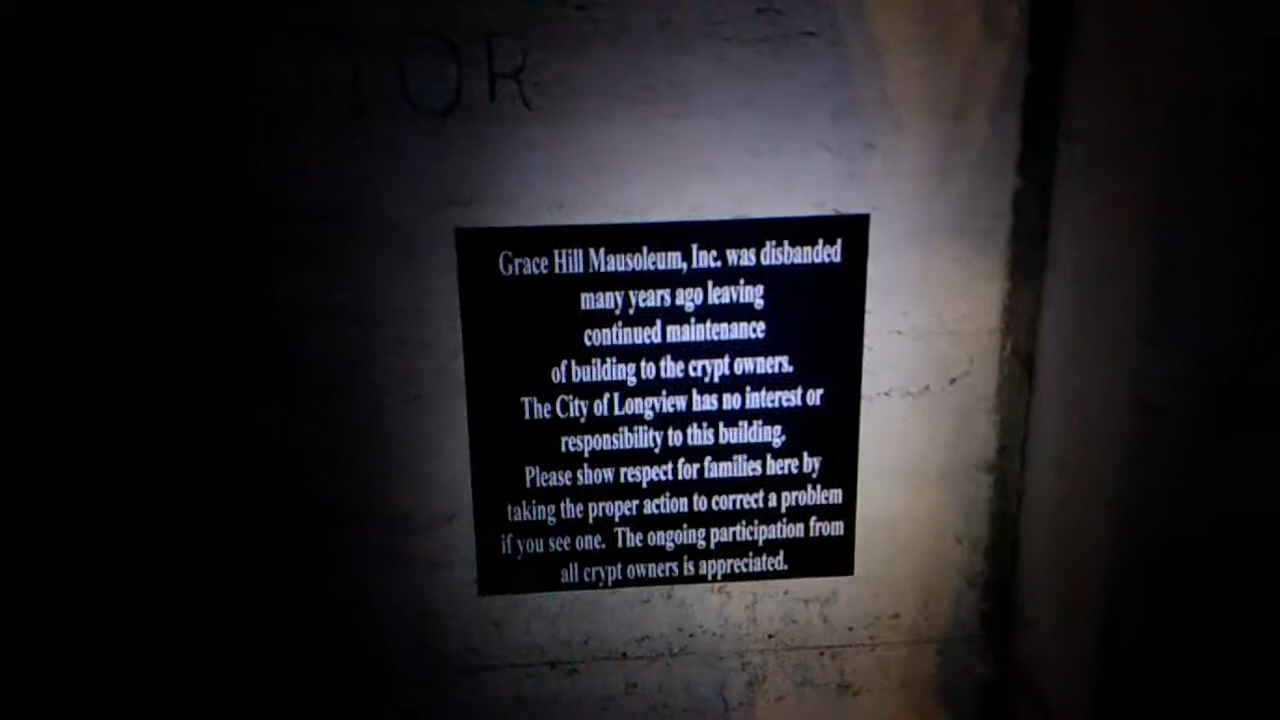 OR
Grace Hill Mausoleum, Inc. was disbanded
many years ago leaving
continued maintenance
of building to the crypt owners.
The City of Longview has no interest or
responsibility to this building.
Please show respect for families here by
taking the proper action to correct a problem
if you see one. The ongoing participation from
all crypt owners is appreciated.